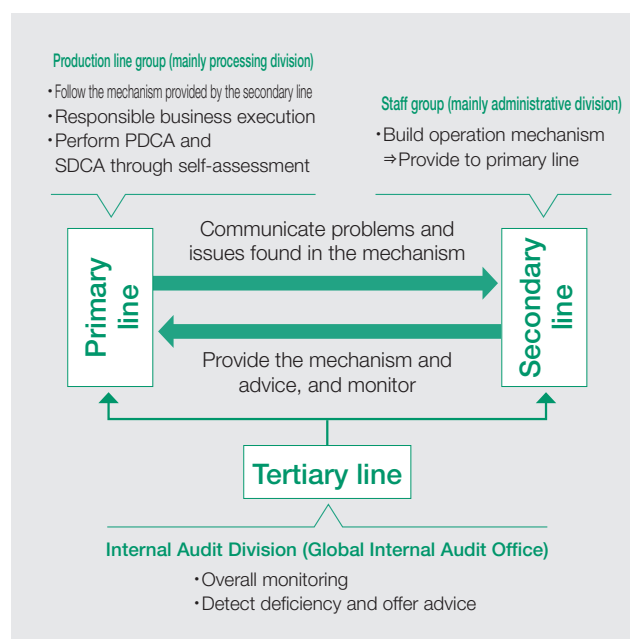 Production line group (mainly processing division)
・Follow the mechanism provided by the secondary line
・Responsible business execution
・Perform PDCA and
SDCA through self-assessment
Staff group (mainly administrative division)
・Build operation mechanism
⇒Provide to primary line
Primary
line
Communicate problems and
issues found in the mechanism
Provide the mechanism and
advice, and monitor
Secondary
line
Tertiary line
Internal Audit Division (Global Internal Audit Office)
・Overall monitoring
・Detect deficiency and offer advice